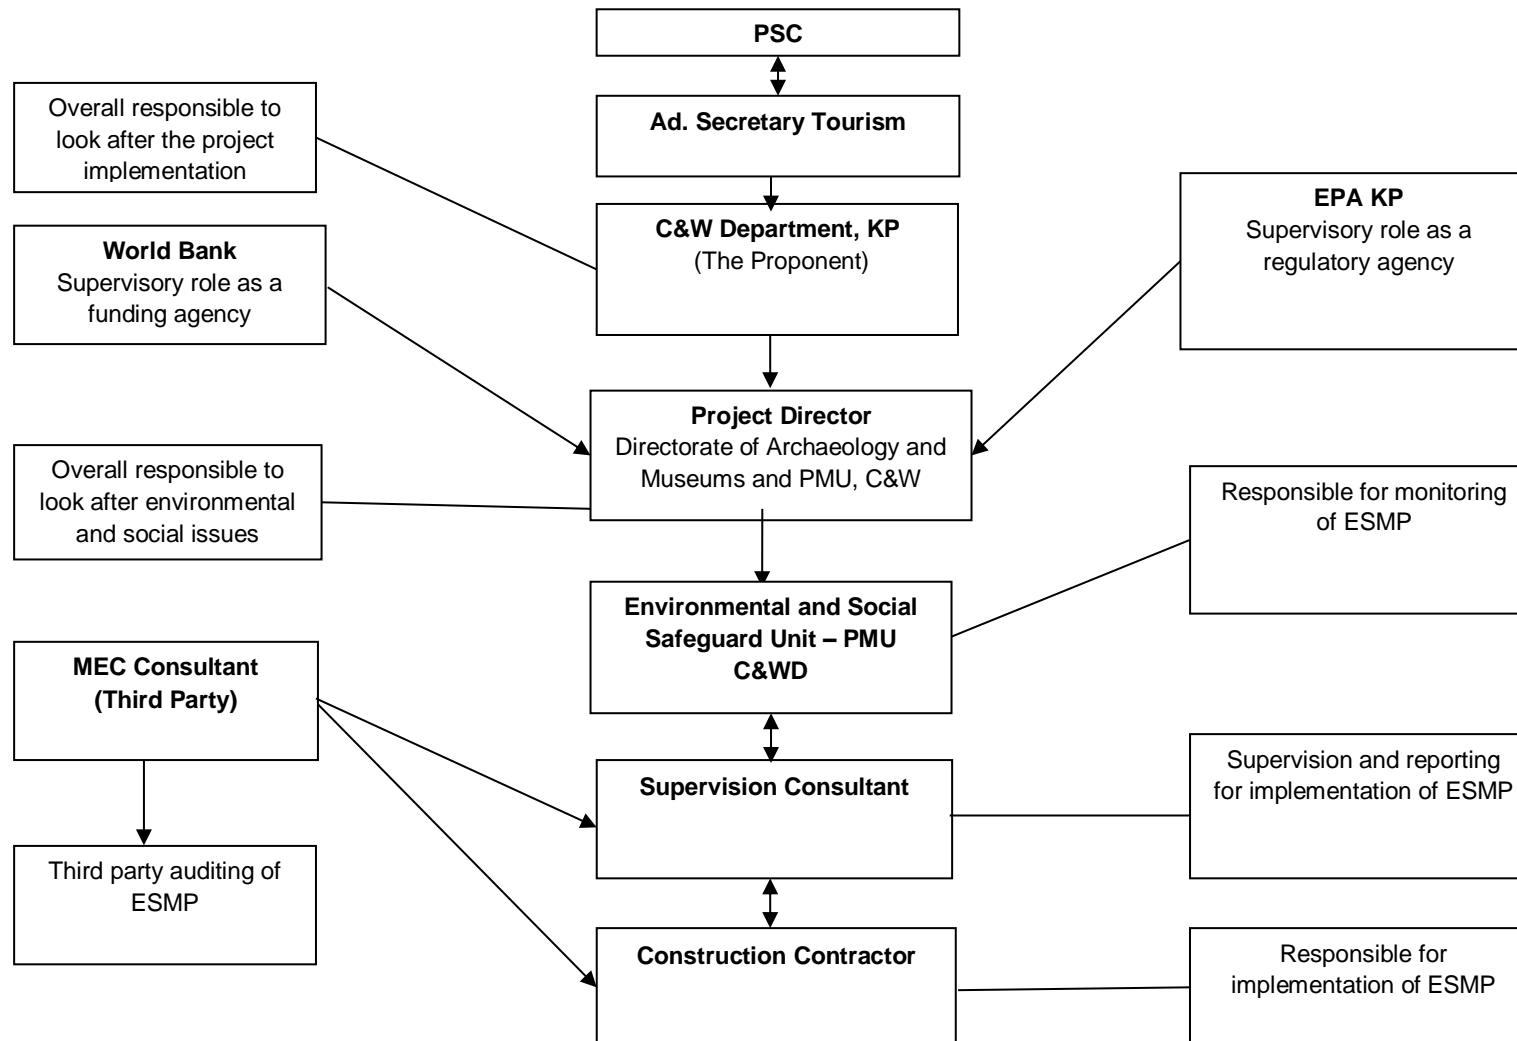 PSC
Overall responsible to
look after the project
implementation
Ad. Secretary Tourism
EPA KP
Supervisory role as a
regulatory agency
C&W Department, KP
(The Proponent)
World Bank
Supervisory role as a
funding agency
Project Director
Directorate of Archaeology and
Museums and PMU, C&W
Overall responsible to
look after environmental
and social issues
Responsible for monitoring
of ESMP
Environmental and Social
Safeguard Unit – PMU
C&WD
MEC Consultant
(Third Party)
Supervision Consultant
Supervision and reporting
for implementation of ESMP
Third party auditing of
ESMP
Construction Contractor
Responsible for
implementation of ESMP